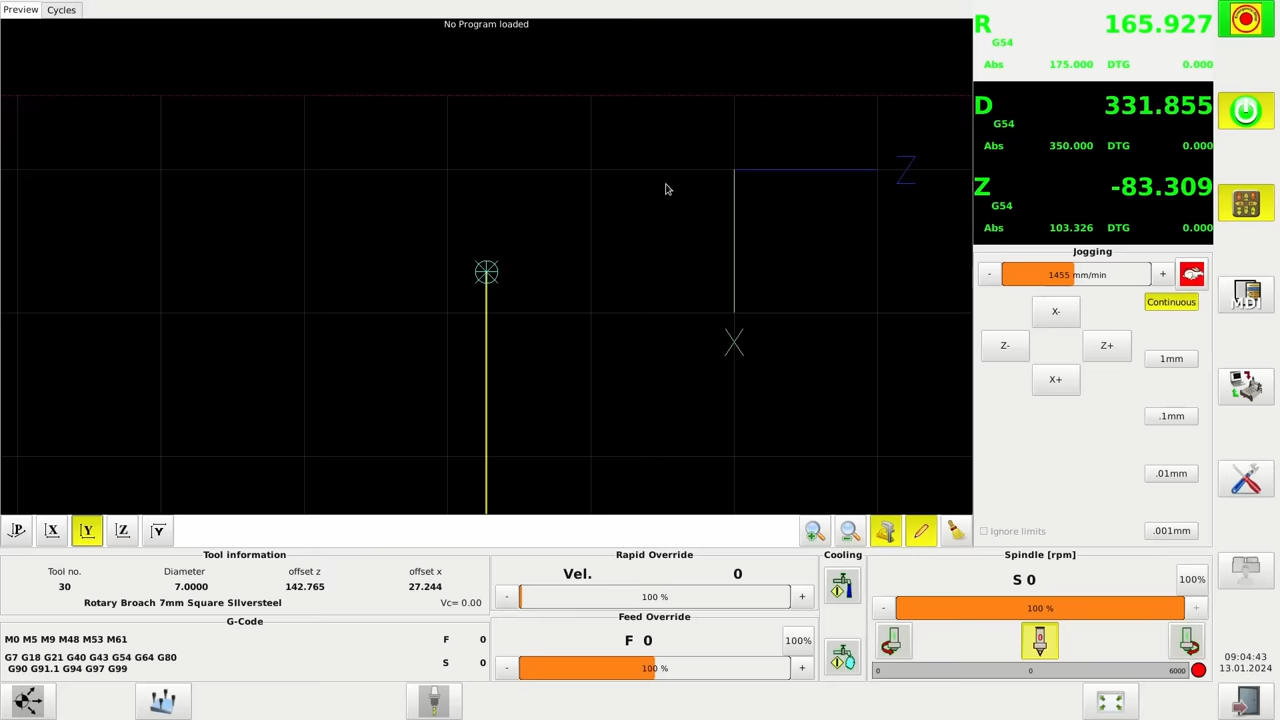 Preview Cycles
No Program loaded
R 165.927
G54
Abs 175.000 DTG 0.000
D 331.855
G54
Abs 350.000 DTG 0.000
Z -83.309
G54
Abs 103.326 DTG 0.000
Z
X
Jogging
- 1455 mm/min +
Continuous
X-
Z- Z+
X+
1mm
.1mm
.01mm
.001mm
Ignore limits
MDI
P X Y Z Y
Tool information
Tool no. Diameter offset z offset x
30 7.0000 142.765 27.244
Rotary Broach 7mm Square SIlversteel Vc= 0.00
G-Code
M0 M5 M9 M48 M53 M61 F 0
G7 G18 G21 G40 G43 G54 G64 G80
G90 G91.1 G94 G97 G99 S 0
Rapid Override
Vel. 0
- 100 % +
Feed Override
F 0 100%
- 100 % +
Cooling
Spindle [rpm]
S 0 100%
- 100 % +
0
0 0 6000
09:04:43
13.01.2024